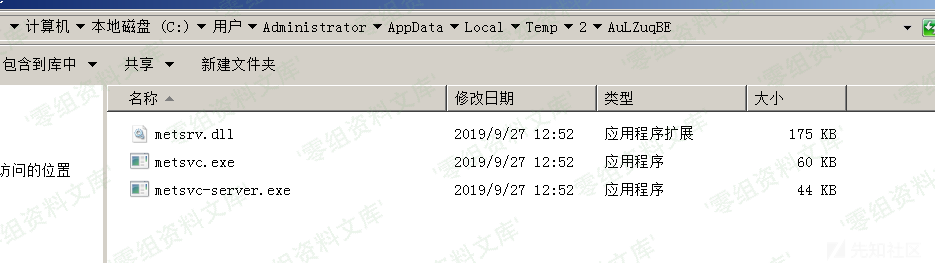 计算机 本地磁盘 (C:) 用户 Administrator AppData Local Temp 2 AuLZuqBE
包含到库中 共享 新建文件夹
名称 修改日期 类型 大小
metsrv.dll 2019/9/27 12:52 应用程序扩展 175 KB
metsvc.exe 2019/9/27 12:52 应用程序 60 KB
访问的位置
metsvc-server.exe 2019/9/27 12:52 应用程序 44 KB
'零组资料文库'
先知社区